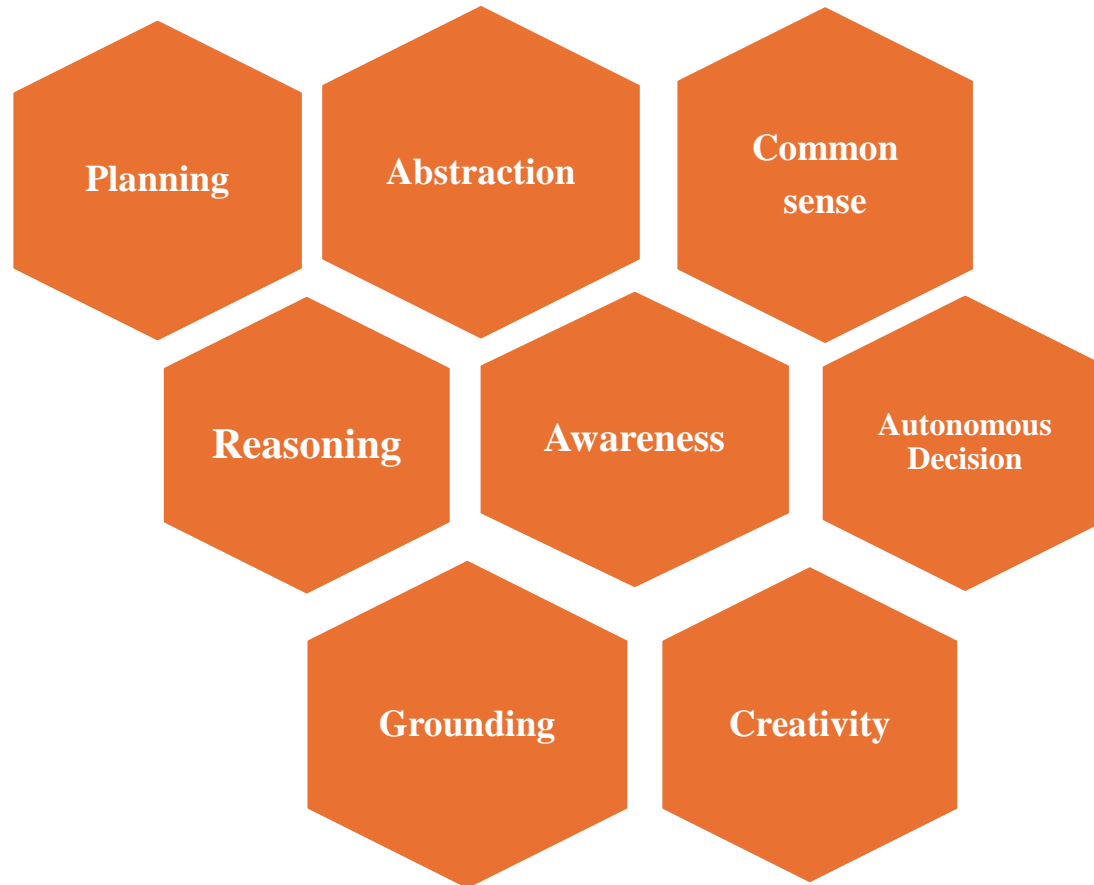 Planning
Abstraction
Common
sense
Reasoning
Awareness
Autonomous
Decision
Grounding
Creativity